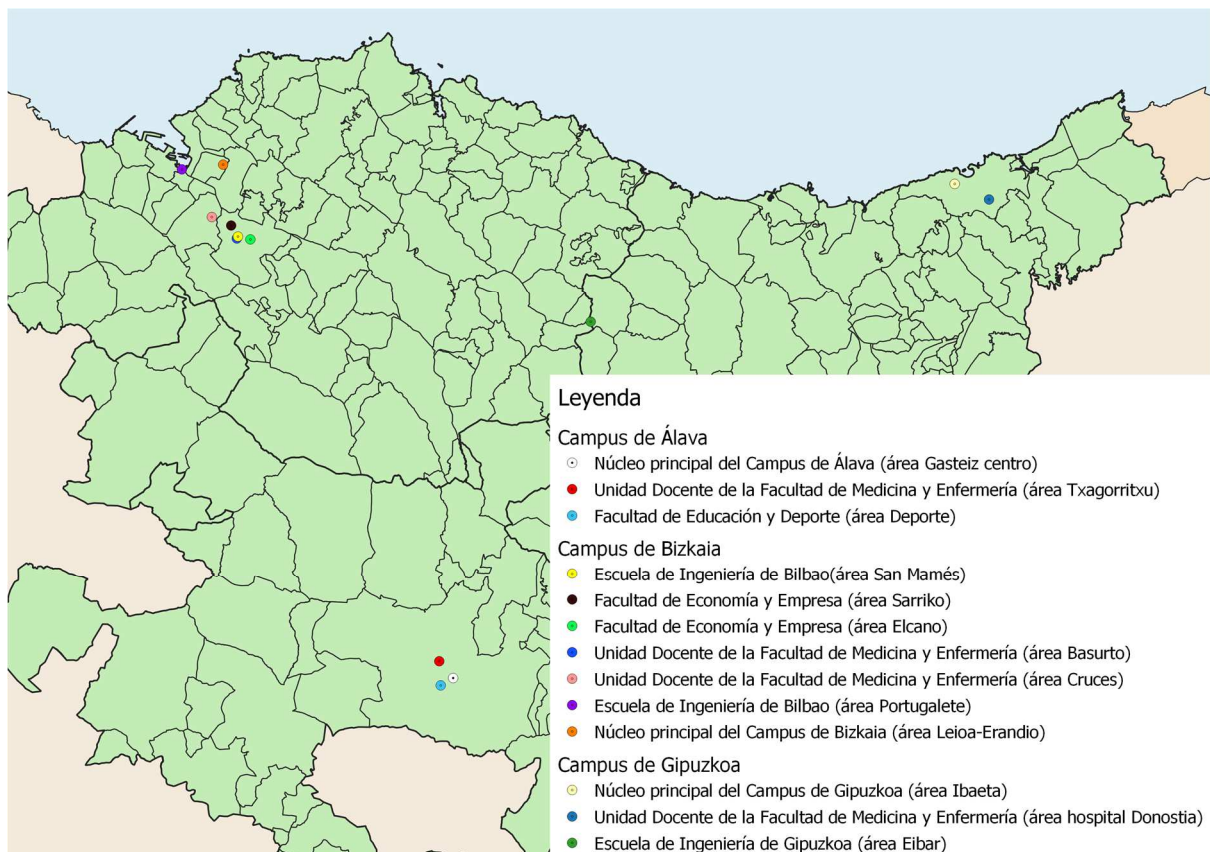 Leyenda
Campus de Álava
Núcleo principal del Campus de Álava (área Gasteiz centro)
Unidad Docente de la Facultad de Medicina y Enfermería (área Txagorritxu)
Facultad de Educación y Deporte (área Deporte)
Campus de Bizkaia
Escuela de Ingeniería de Bilbao(área San Mamés)
Facultad de Economía y Empresa (área Sarriko)
Facultad de Economía y Empresa (área Elcano)
Unidad Docente de la Facultad de Medicina y Enfermería (área Basurto)
Unidad Docente de la Facultad de Medicina y Enfermería (área Cruces)
Escuela de Ingeniería de Bilbao (área Portugalete)
Núcleo principal del Campus de Bizkaia (área Leioa-Erandio)
Campus de Gipuzkoa
Núcleo principal del Campus de Gipuzkoa (área Ibaeta)
Unidad Docente de la Facultad de Medicina y Enfermería (área hospital Donostia)
Escuela de Ingeniería de Gipuzkoa (área Eibar)